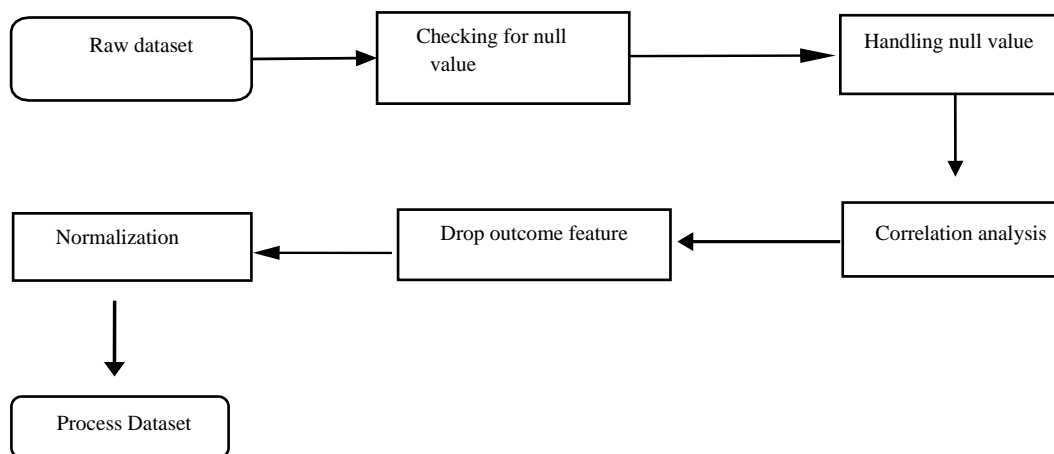 Raw dataset
Checking for null
value
Handling null value
Correlation analysis
Drop outcome feature
Normalization
Process Dataset